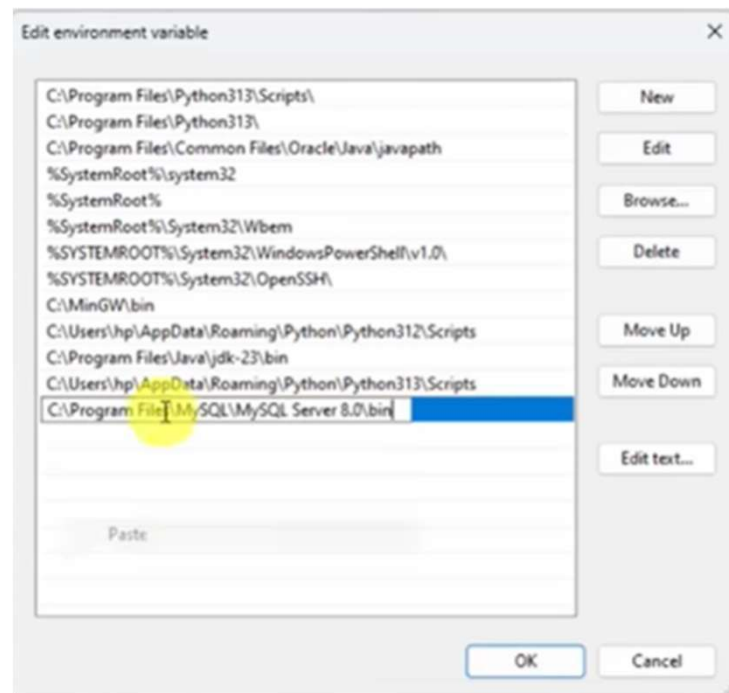 Edit environment variable
C:\Program Files\Python313\Scripts\
C:\Program Files\Python313\
C:\Program Files\Common Files\Oracle\Java\javapath
%SystemRoot%\system32
%SystemRoot%
%SystemRoot%\System32\Wbem
%SYSTEMROOT%\System32\WindowsPowerShell\v1.0\
%SYSTEMROOT%\System32\OpenSSH\
C:\MinGW\bin
C:\Users\hp\AppData\Roaming\Python\Python312\Scripts
C:\Program Files\Java\jdk-23\bin
C:\Users\hp\AppData\Roaming\Python\Python313\Scripts
C:\Program Files\MySQL\MySQL Server 8.0\bin
Paste
New
Edit
Browse...
Delete
Move Up
Move Down
Edit text...
OK
Cancel